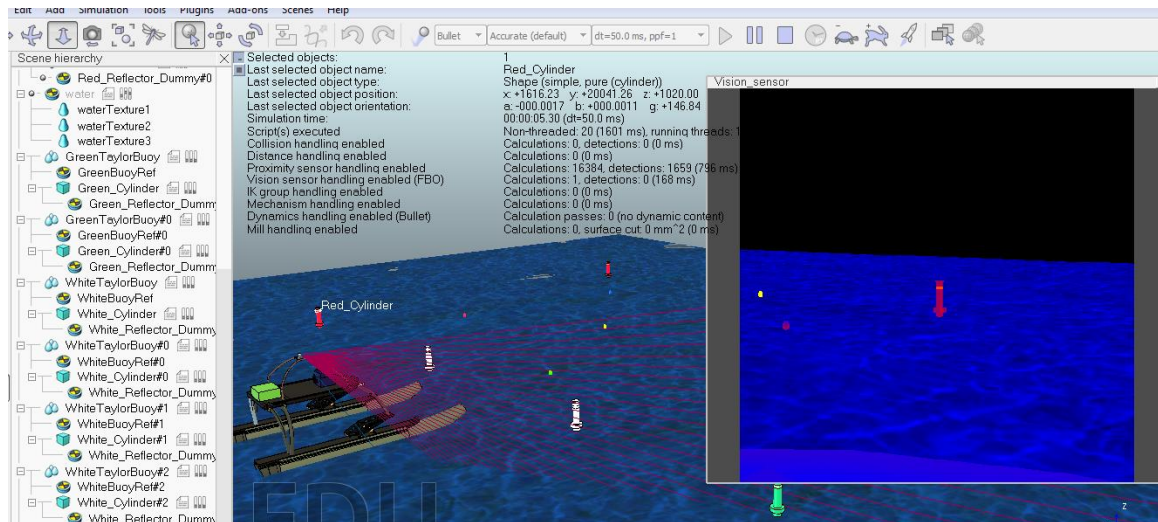 Edit Add Simulation Tools Plugins Add-ons Scenes Help
Bullet Accurate (default) dt=50.0 ms, ppf=1
Scene hierarchy
Red_Reflector_Dummy#0
water
waterTexture1
waterTexture2
waterTexture3
GreenTaylorBuoy
GreenBuoyRef
Green_Cylinder
Green_Reflector_Dumm
GreenTaylorBuoy#0
GreenBuoyRef#0
Green_Cylinder#0
Green_Reflector_Dumm
WhiteTaylorBuoy
WhiteBuoyRef
White_Cylinder
White_Reflector_Dummy
WhiteTaylorBuoy#0
WhiteBuoyRef#0
White_Cylinder#0
White_Reflector_Dummy
WhiteTaylorBuoy#1
WhiteBuoyRef#1
White_Cylinder#1
White_Reflector_Dummy
WhiteTaylorBuoy#2
WhiteBuoyRef#2
White_Cylinder#2
White_Reflector_Dummy
Selected objects: 1
Last selected object name: Red_Cylinder
Last selected object type: Shape (simple, pure (cylinder))
Last selected object position: x: +1616.23 y: +20041.26 z: +1020.00
Last selected object orientation: a: -000.0017 b: +000.0011 g: +146.84
Simulation time: 00:00:05.30 (dt=50.0 ms)
Script(s) executed Non-threaded: 20 (1601 ms), running threads: 1
Collision handling enabled Calculations: 0, detections: 0 (0 ms)
Distance handling enabled Calculations: 0 (0 ms)
Proximity sensor handling enabled Calculations: 16384, detections: 1659 (796 ms)
Vision sensor handling enabled (FBO) Calculations: 1, detections: 0 (168 ms)
IK group handling enabled Calculations: 0 (0 ms)
Mechanism handling enabled Calculations: 0 (0 ms)
Dynamics handling enabled (Bullet) Calculation passes: 0 (no dynamic content)
Mill handling enabled Calculations: 0, surface cut: 0 mm^2 (0 ms)
Vision_sensor
Red_Cylinder
EDU
z